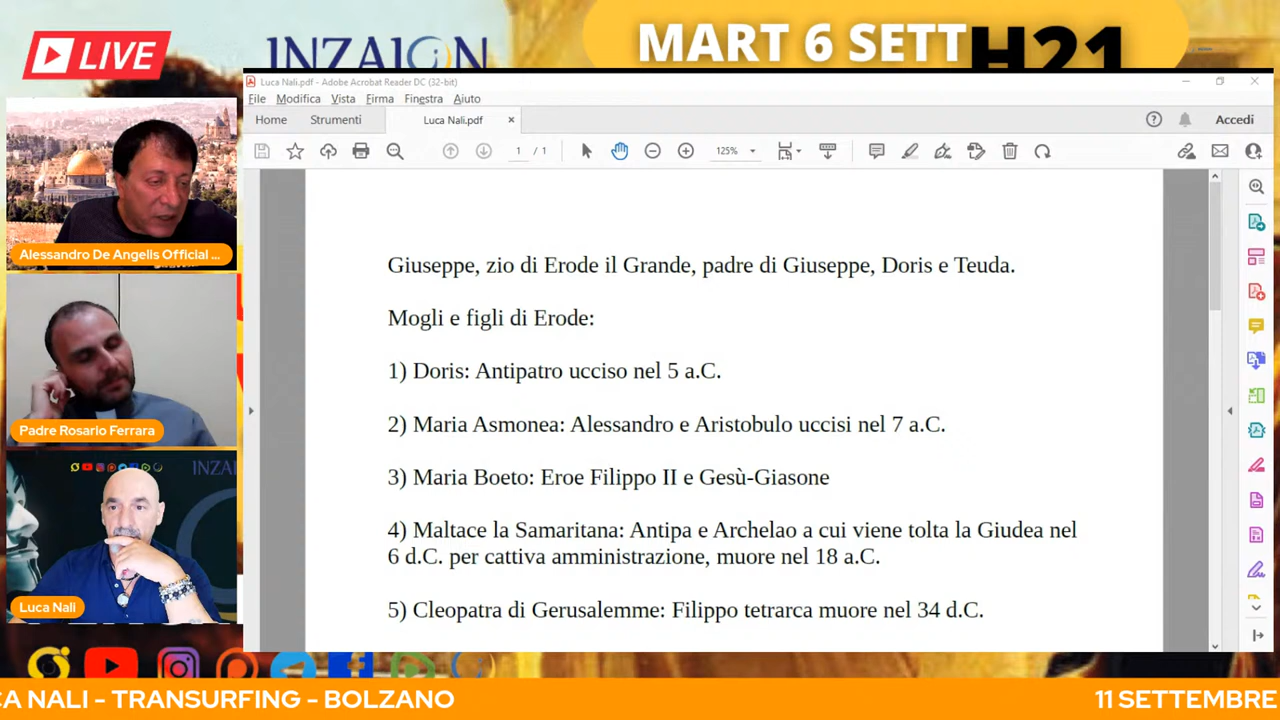 LIVE
INZAION
MART 6 SETT H21
Luca Nali.pdf - Adobe Acrobat Reader DC (32-bit)
File Modifica Vista Firma Finestra Aiuto
Home Strumenti Luca Nali.pdf × Accedi
1 / 1 125%
Giuseppe, zio di Erode il Grande, padre di Giuseppe, Doris e Teuda.
Mogli e figli di Erode:
1) Doris: Antipatro ucciso nel 5 a.C.
2) Maria Asmonea: Alessandro e Aristobulo uccisi nel 7 a.C.
3) Maria Boeto: Eroe Filippo II e Gesù-Giasone
4) Maltace la Samaritana: Antipa e Archelao a cui viene tolta la Giudea nel
6 d.C. per cattiva amministrazione, muore nel 18 a.C.
5) Cleopatra di Gerusalemme: Filippo tetrarca muore nel 34 d.C.
Alessandro De Angelis Official ...
Padre Rosario Ferrara
INZAI
Luca Nali
CA NALI - TRANSURFING - BOLZANO
11 SETTEMBRE